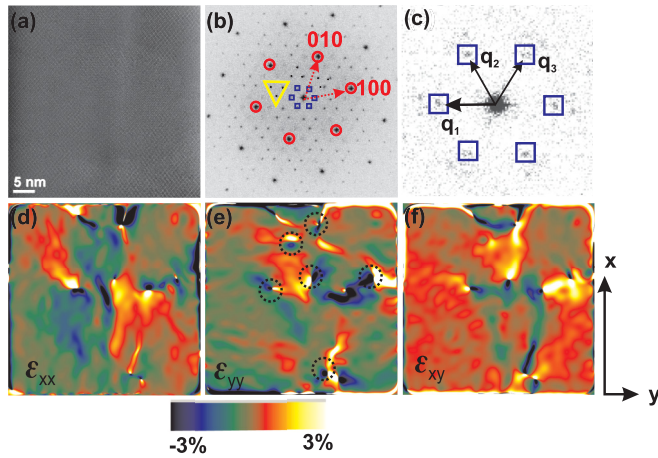 (a)
(b)
(c)
010
100
q2
q3
q1
5 nm
(d)
(e)
(f)
εxx
εyy
εxy
x
y
-3%
3%